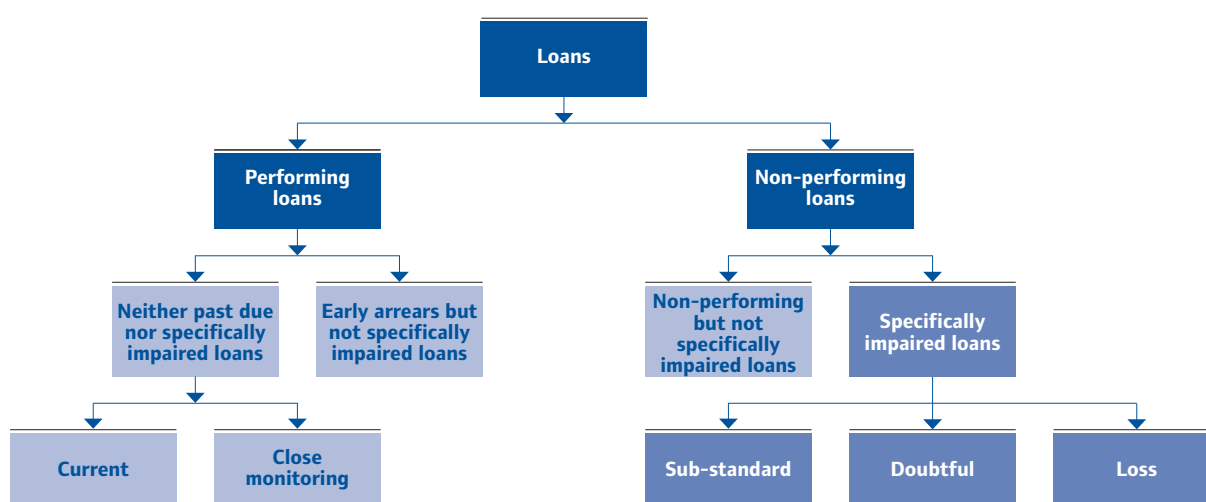 Loans
Performing
loans
Non-performing
loans
Neither past due
nor specifically
impaired loans
Early arrears but
not specifically
impaired loans
Non-performing
but not
specifically
impaired loans
Specifically
impaired loans
Current
Close
monitoring
Sub-standard
Doubtful
Loss